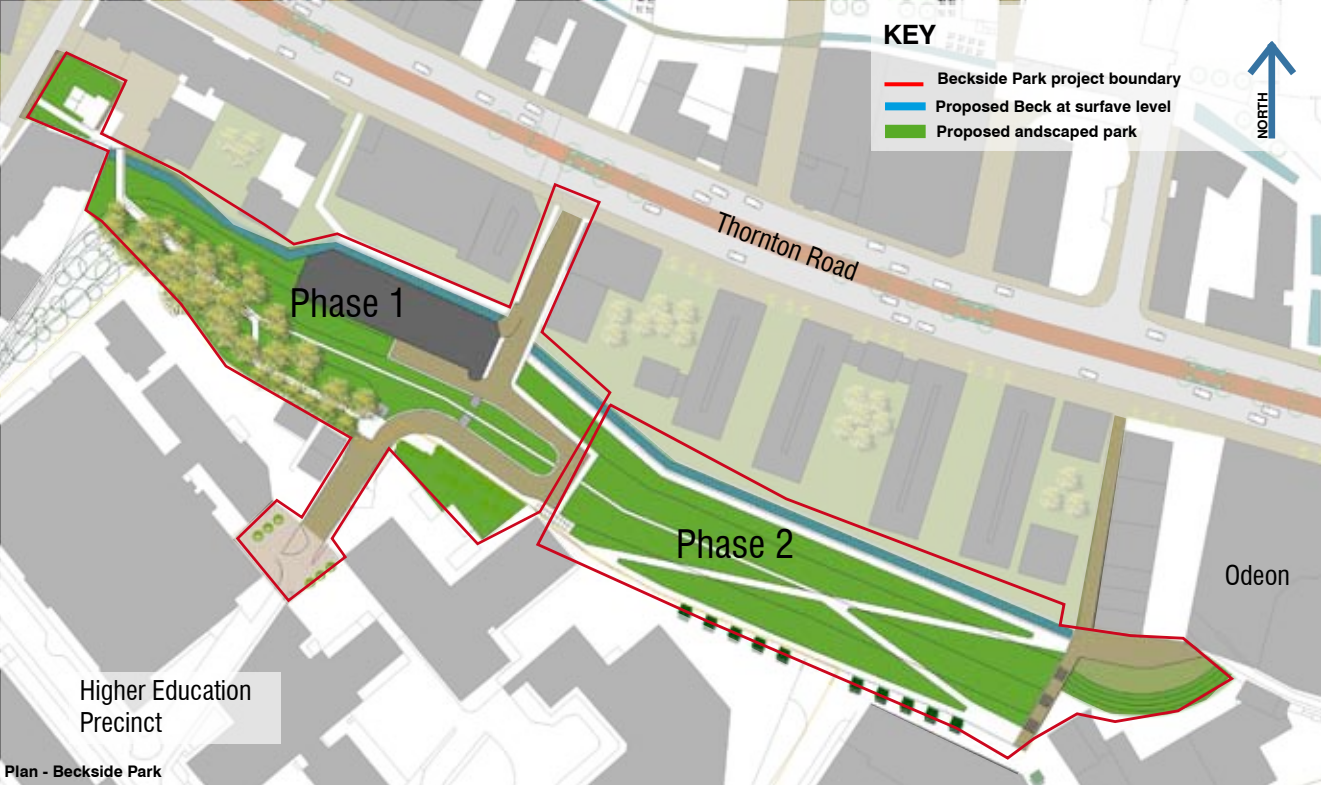 KEY
Beckside Park project boundary
Proposed Beck at surfave level
Proposed andscaped park
NORTH
Thornton Road
Phase 1
Phase 2
Odeon
Higher Education
Precinct
Plan - Beckside Park